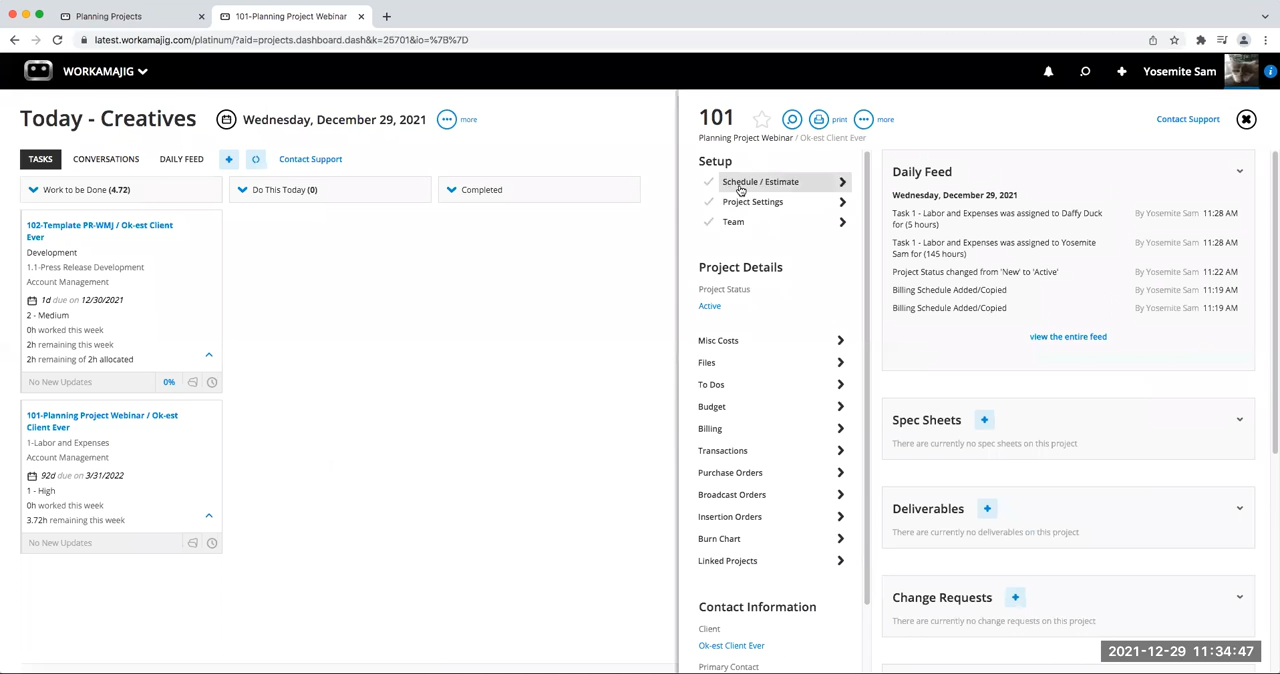 Planning Projects
101-Planning Project Webinar
latest.workamajig.com/platinum/?aid=projects.dashboard.dash&k=25701&io=%7B%7D
WORKAMAJIG
Yosemite Sam
Today - Creatives
Wednesday, December 29, 2021
more
TASKS
CONVERSATIONS
DAILY FEED
Contact Support
Work to be Done (4.72)
Do This Today (0)
Completed
102-Template PR-WMJ / Ok-est Client
Ever
Development
1.1-Press Release Development
Account Management
1d due on 12/30/2021
2 - Medium
0h worked this week
2h remaining this week
2h remaining of 2h allocated
No New Updates
0%
101-Planning Project Webinar / Ok-est
Client Ever
1-Labor and Expenses
Account Management
92d due on 3/31/2022
1 - High
0h worked this week
3.72h remaining this week
No New Updates
101
print
more
Contact Support
Planning Project Webinar / Ok-est Client Ever
Setup
Schedule / Estimate
Project Settings
Team
Project Details
Project Status
Active
Misc Costs
Files
To Dos
Budget
Billing
Transactions
Purchase Orders
Broadcast Orders
Insertion Orders
Burn Chart
Linked Projects
Contact Information
Client
Ok-est Client Ever
Primary Contact
Daily Feed
Wednesday, December 29, 2021
Task 1 - Labor and Expenses was assigned to Daffy Duck
for (5 hours)
By Yosemite Sam 11:28 AM
Task 1 - Labor and Expenses was assigned to Yosemite
Sam for (145 hours)
By Yosemite Sam 11:28 AM
Project Status changed from 'New' to 'Active'
By Yosemite Sam 11:22 AM
Billing Schedule Added/Copied
By Yosemite Sam 11:19 AM
Billing Schedule Added/Copied
By Yosemite Sam 11:19 AM
view the entire feed
Spec Sheets
There are currently no spec sheets on this project
Deliverables
There are currently no deliverables on this project
Change Requests
There are currently no change requests on this project
2021-12-29 11:34:47